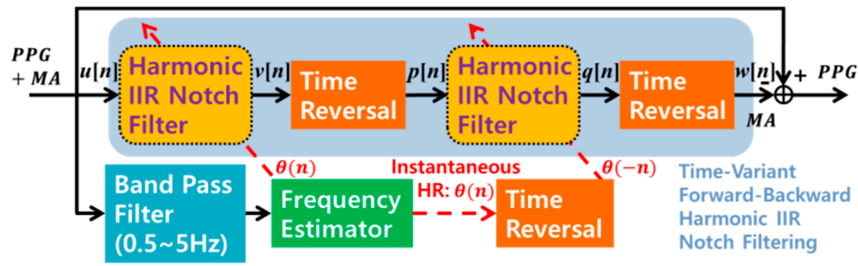 PPG
+ MA
u[n]
Harmonic
IIR Notch
Filter
v[n]
Time
Reversal
p[n]
Harmonic
IIR Notch
Filter
q[n]
Time
Reversal
w[n]
-
+
PPG
MA
θ(n)
Instantaneous
HR: θ(n)
θ(−n)
Band Pass
Filter
(0.5~5Hz)
Frequency
Estimator
Time
Reversal
Time-Variant
Forward-Backward
Harmonic IIR
Notch Filtering